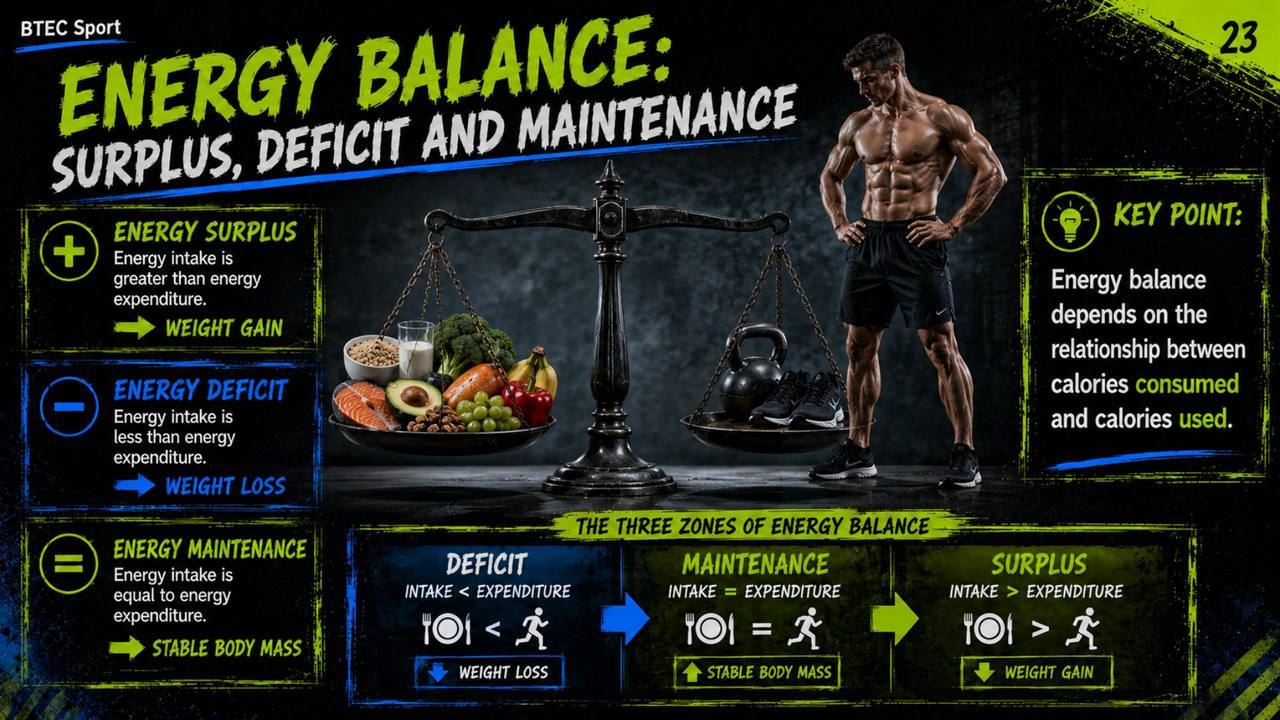 BTEC Sport
23
ENERGY BALANCE:
SURPLUS, DEFICIT AND MAINTENANCE
ENERGY SURPLUS
Energy intake is
greater than energy
expenditure.
WEIGHT GAIN
ENERGY DEFICIT
Energy intake is
less than energy
expenditure.
WEIGHT LOSS
ENERGY MAINTENANCE
Energy intake is
equal to energy
expenditure.
STABLE BODY MASS
KEY POINT:
Energy balance
depends on the
relationship between
calories consumed
and calories used.
THE THREE ZONES OF ENERGY BALANCE
DEFICIT
INTAKE < EXPENDITURE
<
WEIGHT LOSS
MAINTENANCE
INTAKE = EXPENDITURE
=
STABLE BODY MASS
SURPLUS
INTAKE > EXPENDITURE
>
WEIGHT GAIN